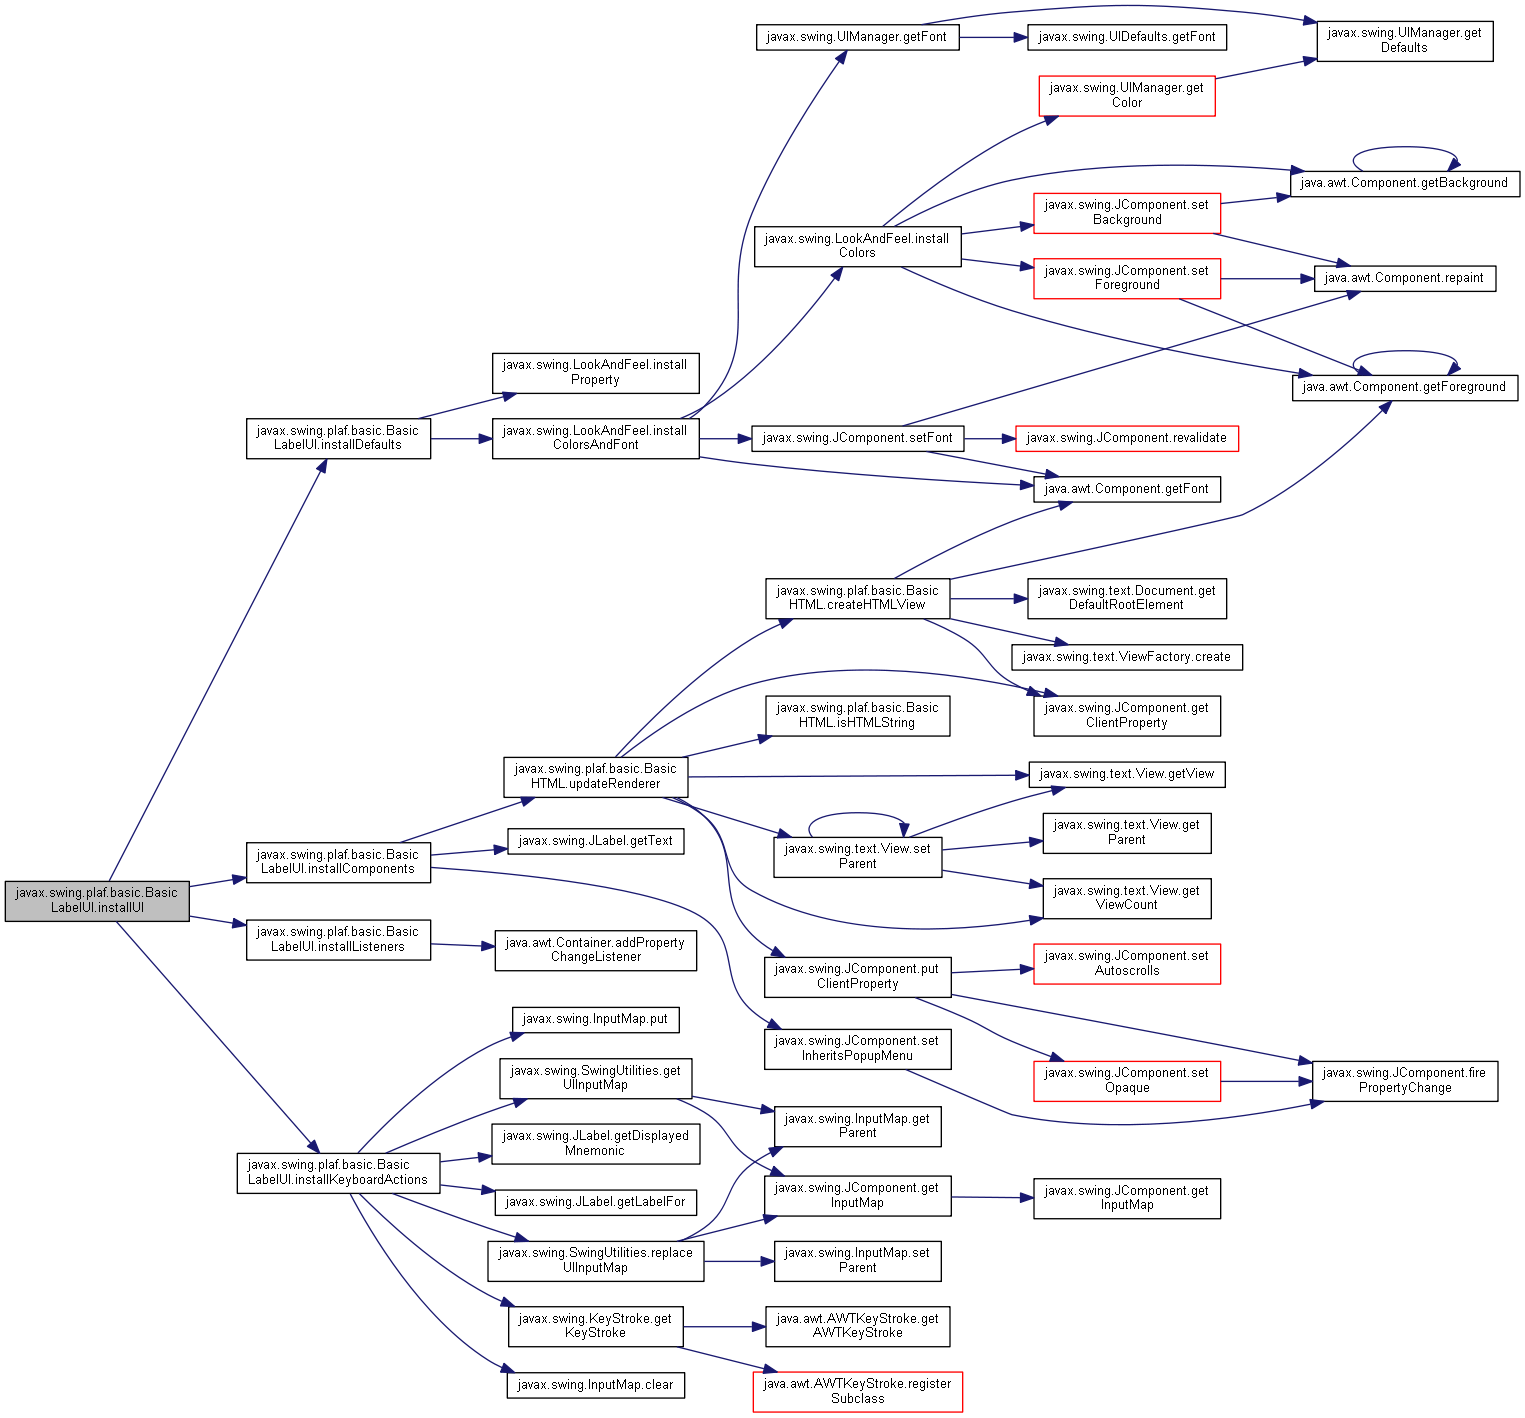 javax.swing.UIManager.getFont
javax.swing.UIDefaults.getFont
javax.swing.UIManager.get
Defaults
javax.swing.UIManager.get
Color
java.awt.Component.getBackground
javax.swing.JComponent.set
Background
javax.swing.LookAndFeel.install
Colors
javax.swing.JComponent.set
Foreground
java.awt.Component.repaint
javax.swing.LookAndFeel.install
Property
java.awt.Component.getForeground
javax.swing.plaf.basic.Basic
LabelUI.installDefaults
javax.swing.LookAndFeel.install
ColorsAndFont
javax.swing.JComponent.setFont
javax.swing.JComponent.revalidate
java.awt.Component.getFont
javax.swing.plaf.basic.Basic
HTML.createHTMLView
javax.swing.text.Document.get
DefaultRootElement
javax.swing.text.ViewFactory.create
javax.swing.plaf.basic.Basic
HTML.isHTMLString
javax.swing.JComponent.get
ClientProperty
javax.swing.plaf.basic.Basic
HTML.updateRenderer
javax.swing.text.View.getView
javax.swing.JLabel.getText
javax.swing.text.View.get
Parent
javax.swing.plaf.basic.Basic
LabelUI.installComponents
javax.swing.text.View.set
Parent
javax.swing.plaf.basic.Basic
LabelUI.installUI
javax.swing.text.View.get
ViewCount
javax.swing.plaf.basic.Basic
LabelUI.installListeners
java.awt.Container.addProperty
ChangeListener
javax.swing.JComponent.put
ClientProperty
javax.swing.JComponent.set
Autoscrolls
javax.swing.InputMap.put
javax.swing.JComponent.set
InheritsPopupMenu
javax.swing.SwingUtilities.get
UIInputMap
javax.swing.JComponent.set
Opaque
javax.swing.JComponent.fire
PropertyChange
javax.swing.InputMap.get
Parent
javax.swing.JLabel.getDisplayed
Mnemonic
javax.swing.plaf.basic.Basic
LabelUI.installKeyboardActions
javax.swing.JLabel.getLabelFor
javax.swing.JComponent.get
InputMap
javax.swing.JComponent.get
InputMap
javax.swing.SwingUtilities.replace
UIInputMap
javax.swing.InputMap.set
Parent
javax.swing.KeyStroke.get
KeyStroke
java.awt.AWTKeyStroke.get
AWTKeyStroke
javax.swing.InputMap.clear
java.awt.AWTKeyStroke.register
Subclass